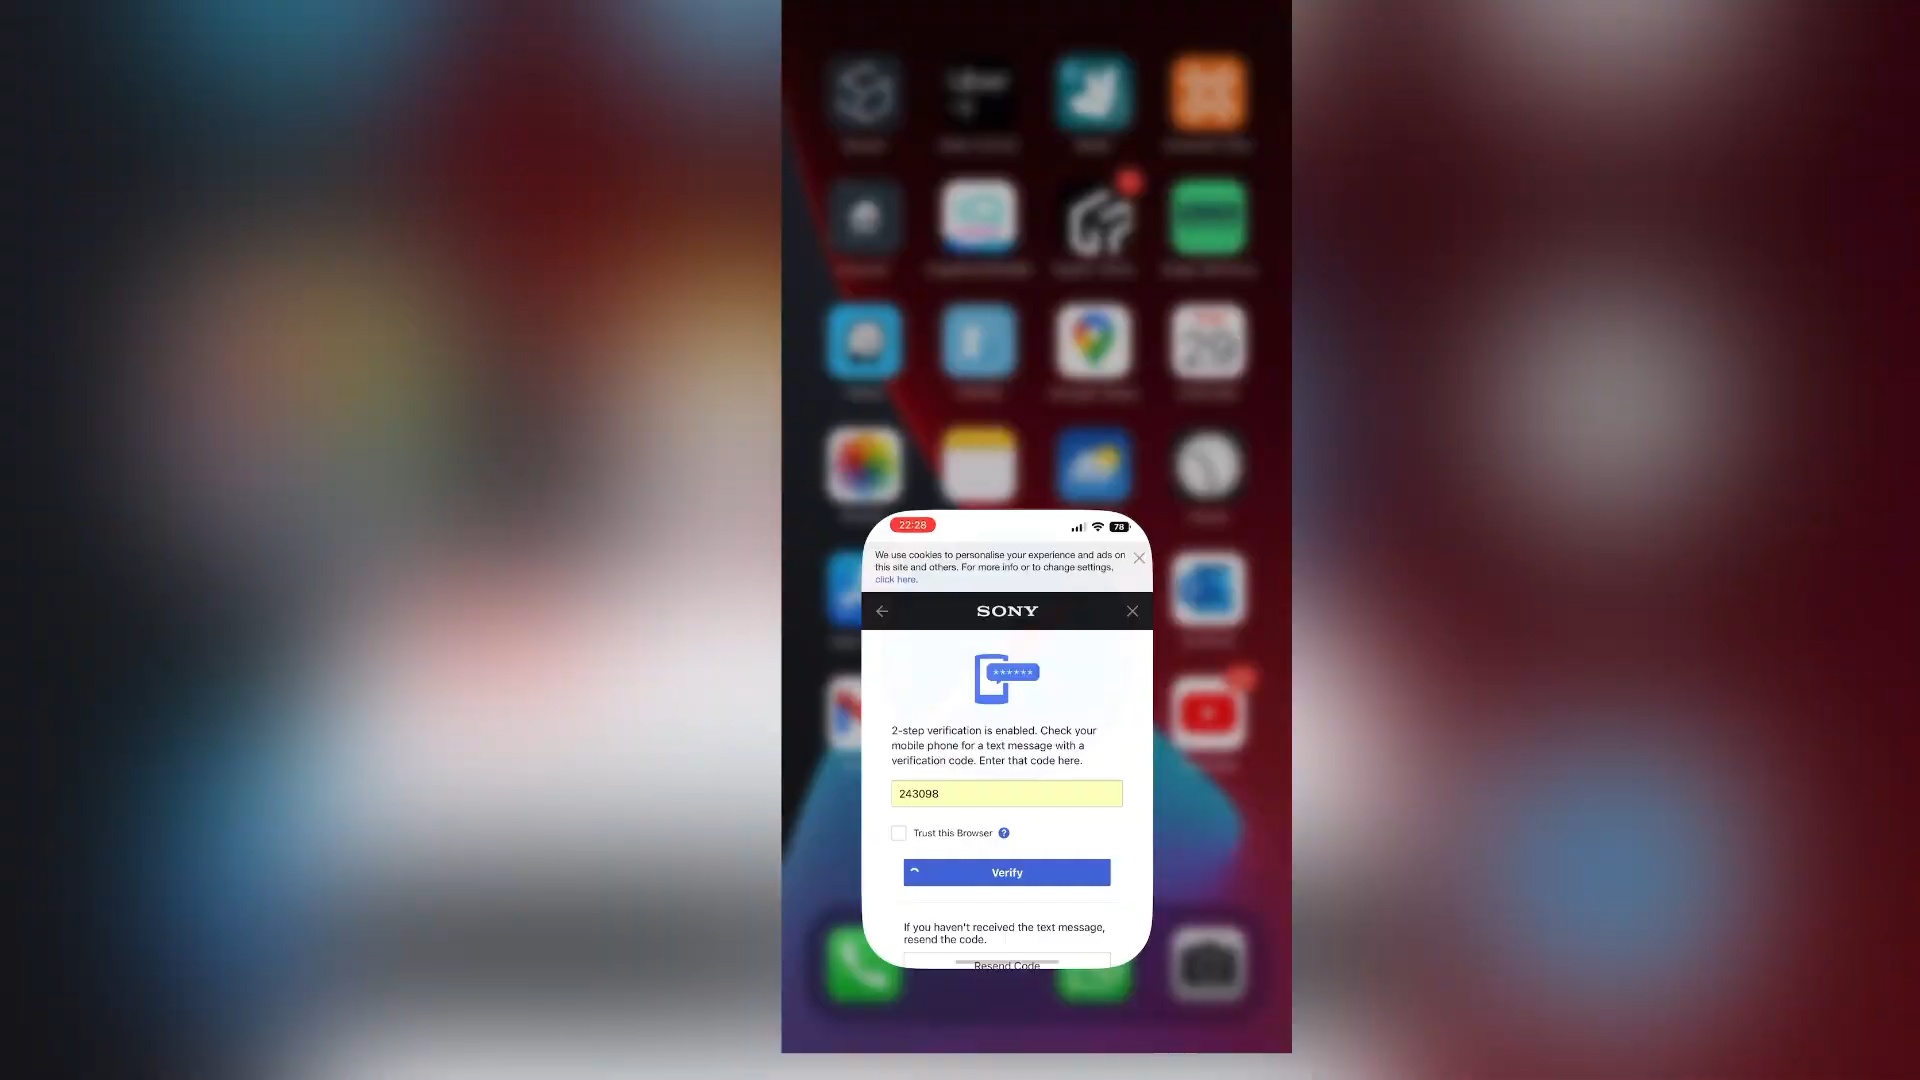 22:28
78
We use cookies to personalise your experience and ads on
this site and others. For more info or to change settings,
click here.
SONY
******
2-step verification is enabled. Check your
mobile phone for a text message with a
verification code. Enter that code here.
243098
Trust this Browser ?
Verify
If you haven't received the text message,
resend the code.
Resend Code